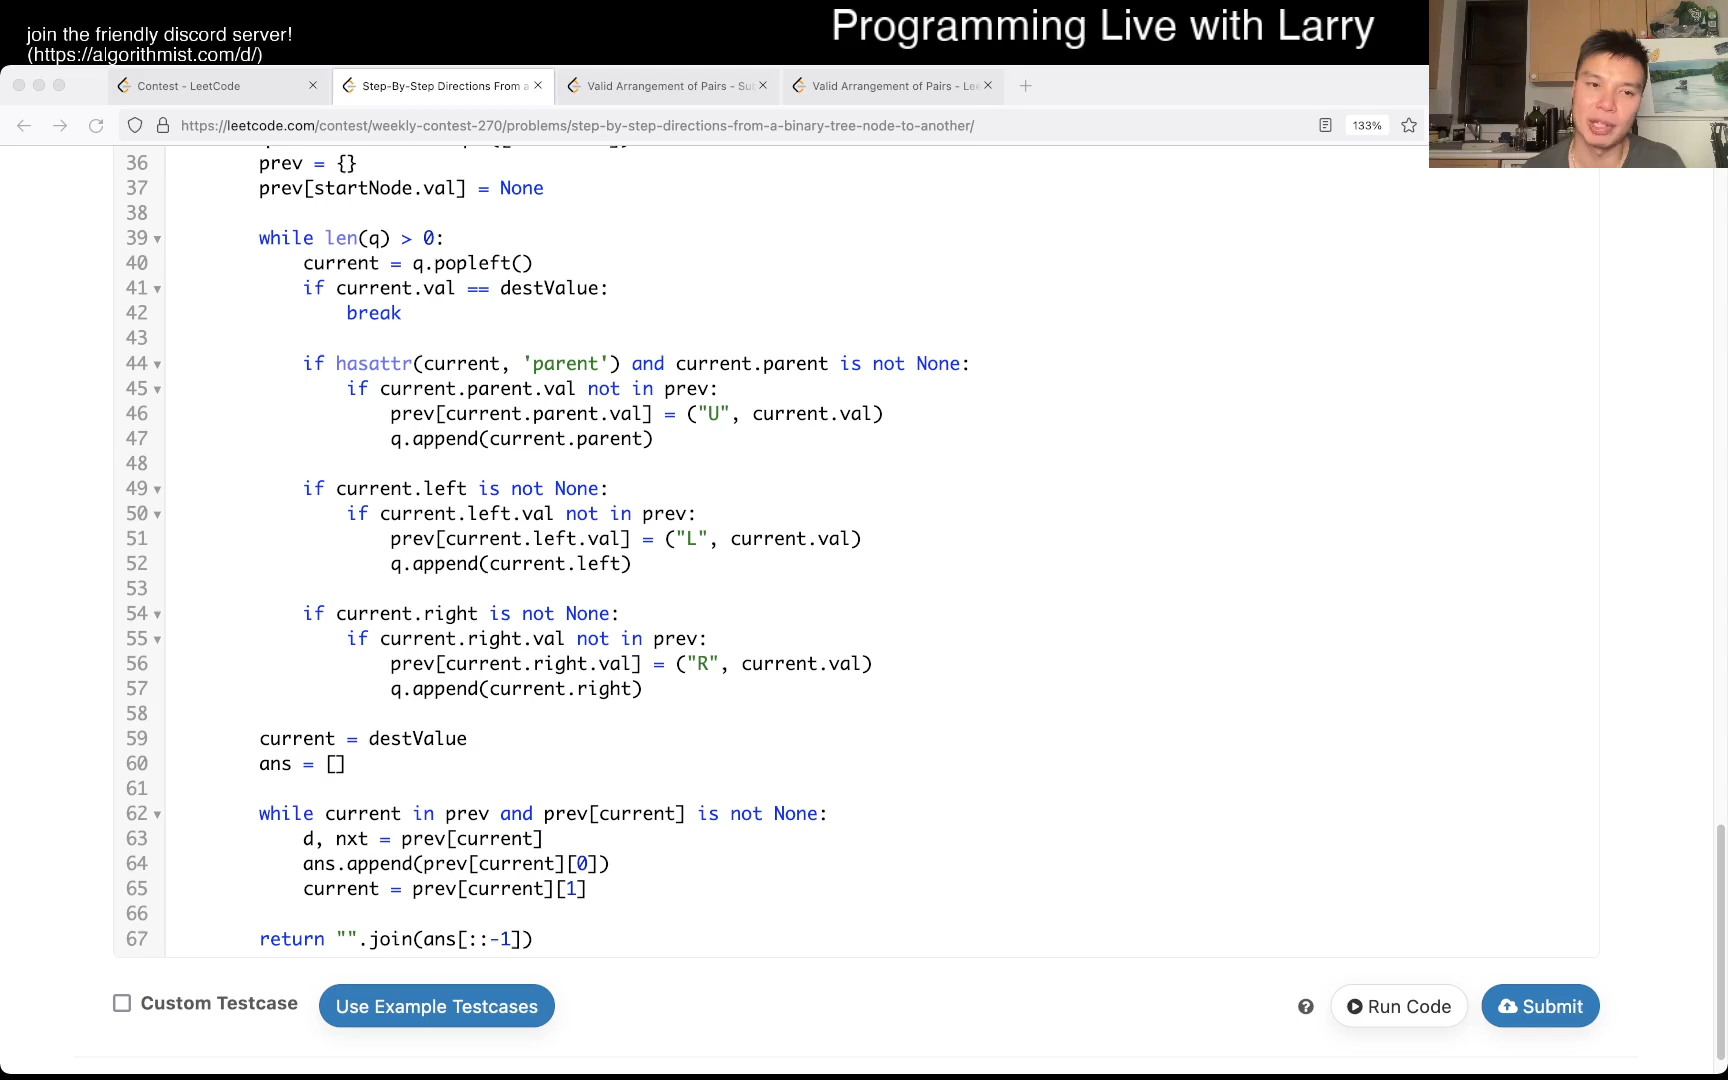 join the friendly discord server!
(https://algorithmist.com/d/)
Programming Live with Larry
Contest - LeetCode
Step-By-Step Directions From a
Valid Arrangement of Pairs - Su
Valid Arrangement of Pairs - Lee
https://leetcode.com/contest/weekly-contest-270/problems/step-by-step-directions-from-a-binary-tree-node-to-another/
133%
36 prev = {}
37 prev[startNode.val] = None
38
39 while len(q) > 0:
40 current = q.popleft()
41 if current.val == destValue:
42 break
43
44 if hasattr(current, 'parent') and current.parent is not None:
45 if current.parent.val not in prev:
46 prev[current.parent.val] = ("U", current.val)
47 q.append(current.parent)
48
49 if current.left is not None:
50 if current.left.val not in prev:
51 prev[current.left.val] = ("L", current.val)
52 q.append(current.left)
53
54 if current.right is not None:
55 if current.right.val not in prev:
56 prev[current.right.val] = ("R", current.val)
57 q.append(current.right)
58
59 current = destValue
60 ans = []
61
62 while current in prev and prev[current] is not None:
63 d, nxt = prev[current]
64 ans.append(prev[current][0])
65 current = prev[current][1]
66
67 return "".join(ans[::-1])
Custom Testcase
Use Example Testcases
?
Run Code
Submit